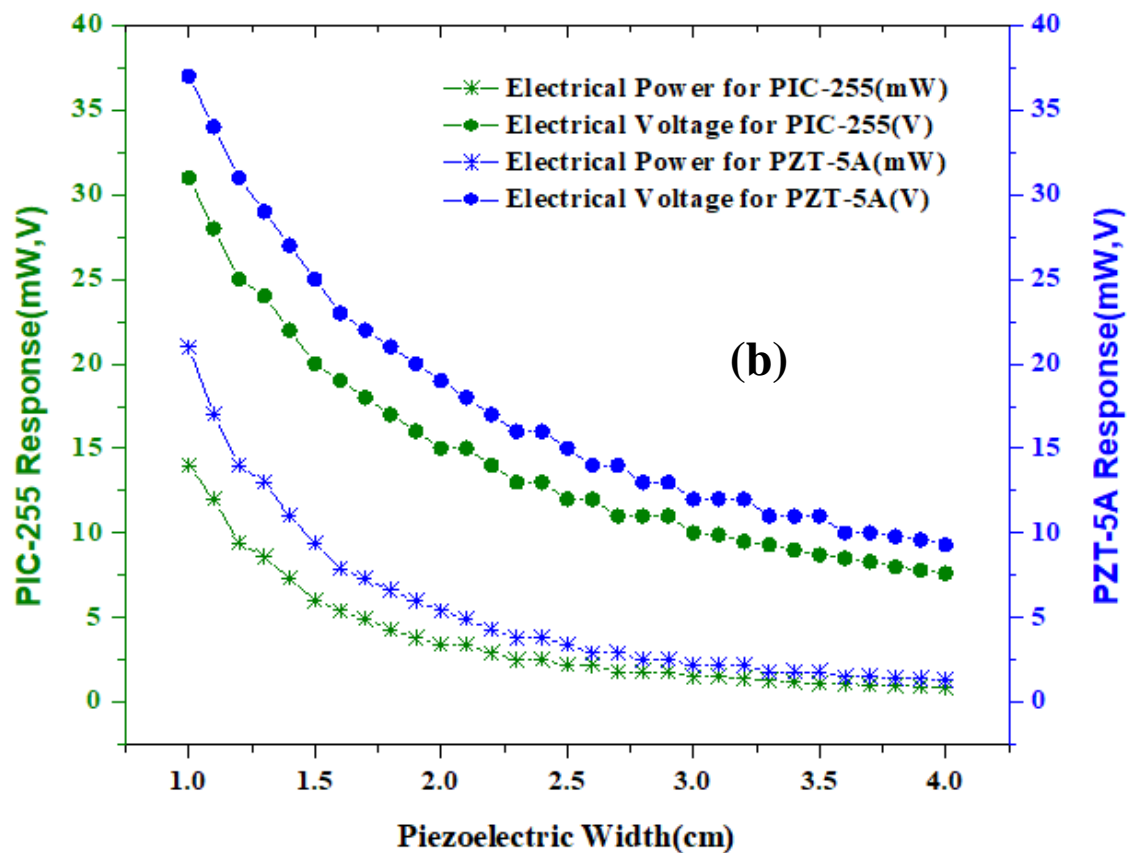 40
35
30
25
20
15
10
5
0
PIC-255 Response(mW,V)
Electrical Power for PIC-255(mW)
Electrical Voltage for PIC-255(V)
Electrical Power for PZT-5A(mW)
Electrical Voltage for PZT-5A(V)
(b)
40
35
30
25
20
15
10
5
0
PZT-5A Response(mW,V)
1.0 1.5 2.0 2.5 3.0 3.5 4.0
Piezoelectric Width(cm)